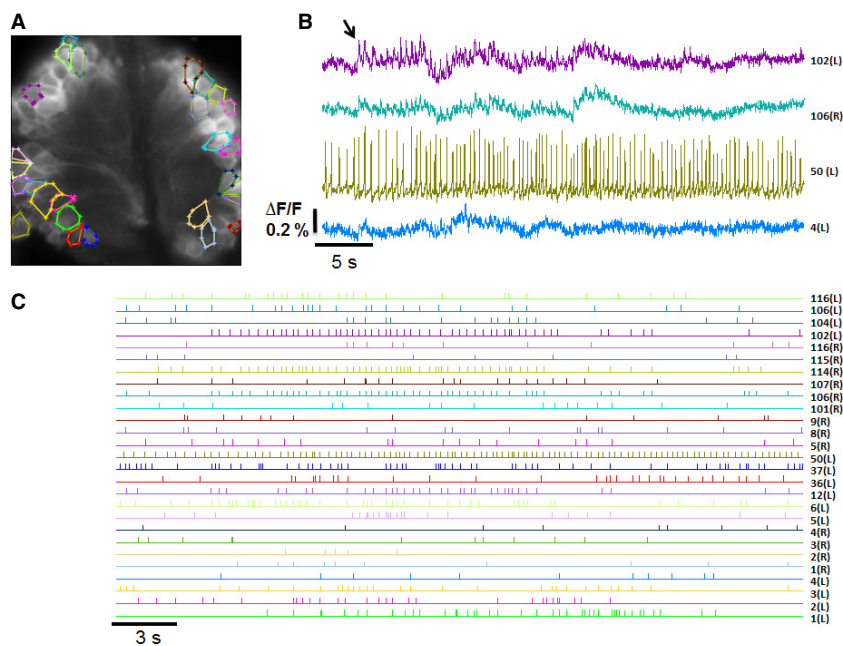 A
B
102(L)
106(R)
50 (L)
4(L)
ΔF/F
0.2 %
5 s
C
116(L)
106(L)
104(L)
102(L)
116(R)
115(R)
114(R)
107(R)
106(R)
101(R)
9(R)
8(R)
5(R)
50(L)
37(L)
36(L)
12(L)
6(L)
5(L)
4(R)
3(R)
2(R)
1(R)
4(L)
3(L)
2(L)
1(L)
3 s